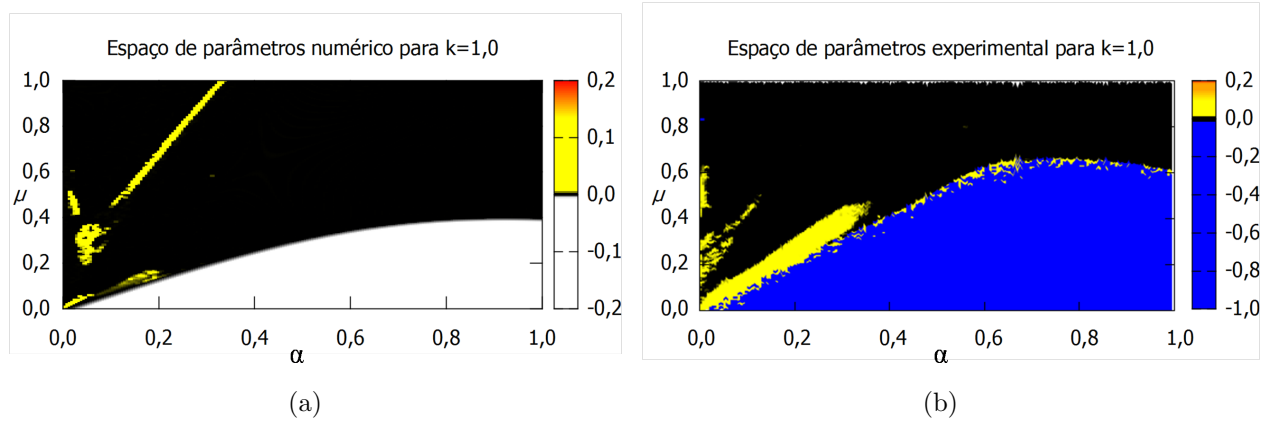 Espaço de parâmetros numérico para k=1,0
1,0
0,8
0,6
μ
0,4
0,2
0,0
0,0 0,2 0,4 0,6 0,8 1,0
α
0,2
0,1
0,0
-0,1
-0,2
(a)
Espaço de parâmetros experimental para k=1,0
1,0
0,8
0,6
μ
0,4
0,2
0,0
0,0 0,2 0,4 0,6 0,8 1,0
α
0,2
0,0
-0,2
-0,4
-0,6
-0,8
-1,0
(b)